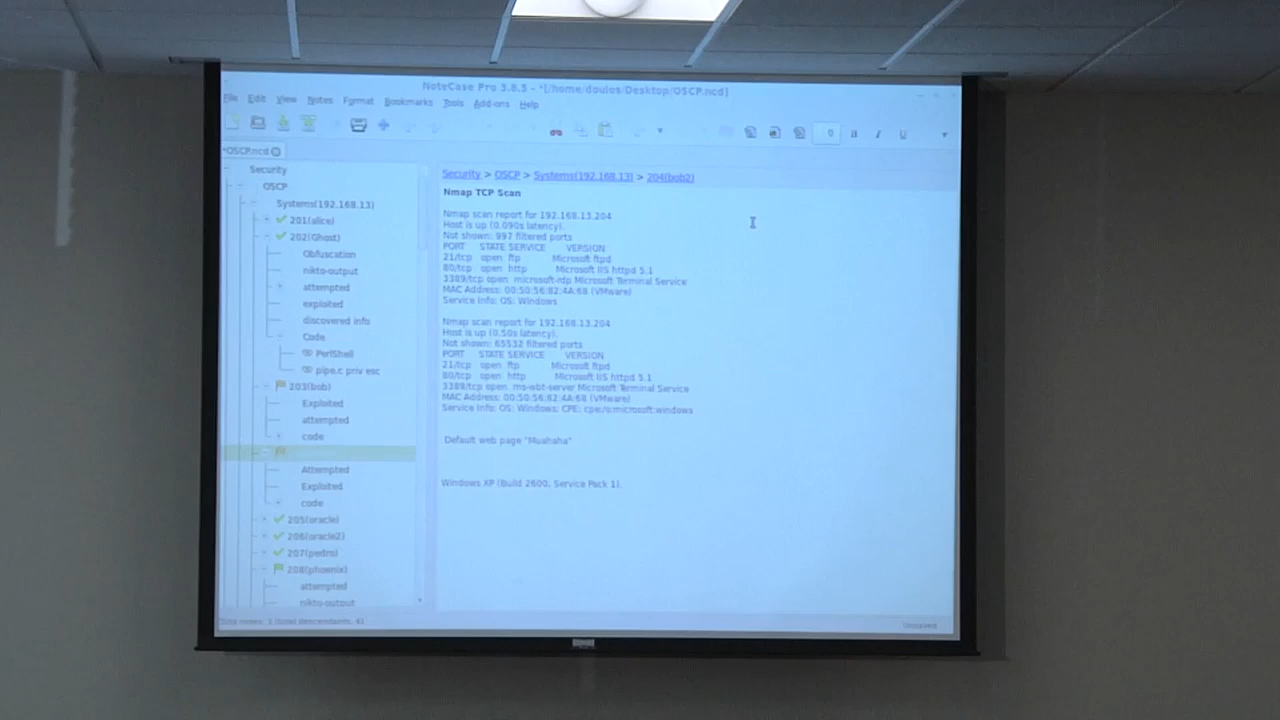 NoteCase Pro 3.8.5 - *[/home/doulos/Desktop/OSCP.ncd]
File Edit View Notes Format Bookmarks Tools Add-ons Help
0 B I U
*OSCP.ncd
Security
OSCP
Systems(192.168.13)
201(alice)
202(Ghost)
Obfuscation
nikto-output
attempted
exploited
discovered info
Code
PerlShell
pipe.c priv esc
203(bob)
Exploited
attempted
code
Attempted
Exploited
code
205(oracle)
206(oracle2)
207(pedro)
208(phoenix)
attempted
nikto-output
Security > OSCP > Systems(192.168.13) > 204(bob2)
Nmap TCP Scan
Nmap scan report for 192.168.13.204
Host is up (0.090s latency).
Not shown: 997 filtered ports
PORT STATE SERVICE VERSION
21/tcp open ftp Microsoft ftpd
80/tcp open http Microsoft IIS httpd 5.1
3389/tcp open microsoft-rdp Microsoft Terminal Service
MAC Address: 00:50:56:82:4A:68 (VMware)
Service Info: OS: Windows
Nmap scan report for 192.168.13.204
Host is up (0.50s latency).
Not shown: 65532 filtered ports
PORT STATE SERVICE VERSION
21/tcp open ftp Microsoft ftpd
80/tcp open http Microsoft IIS httpd 5.1
3389/tcp open ms-wbt-server Microsoft Terminal Service
MAC Address: 00:50:56:82:4A:68 (VMware)
Service Info: OS: Windows; CPE: cpe:/o:microsoft:windows
Default web page "Muahaha"
Windows XP (Build 2600, Service Pack 1).
Unsaved